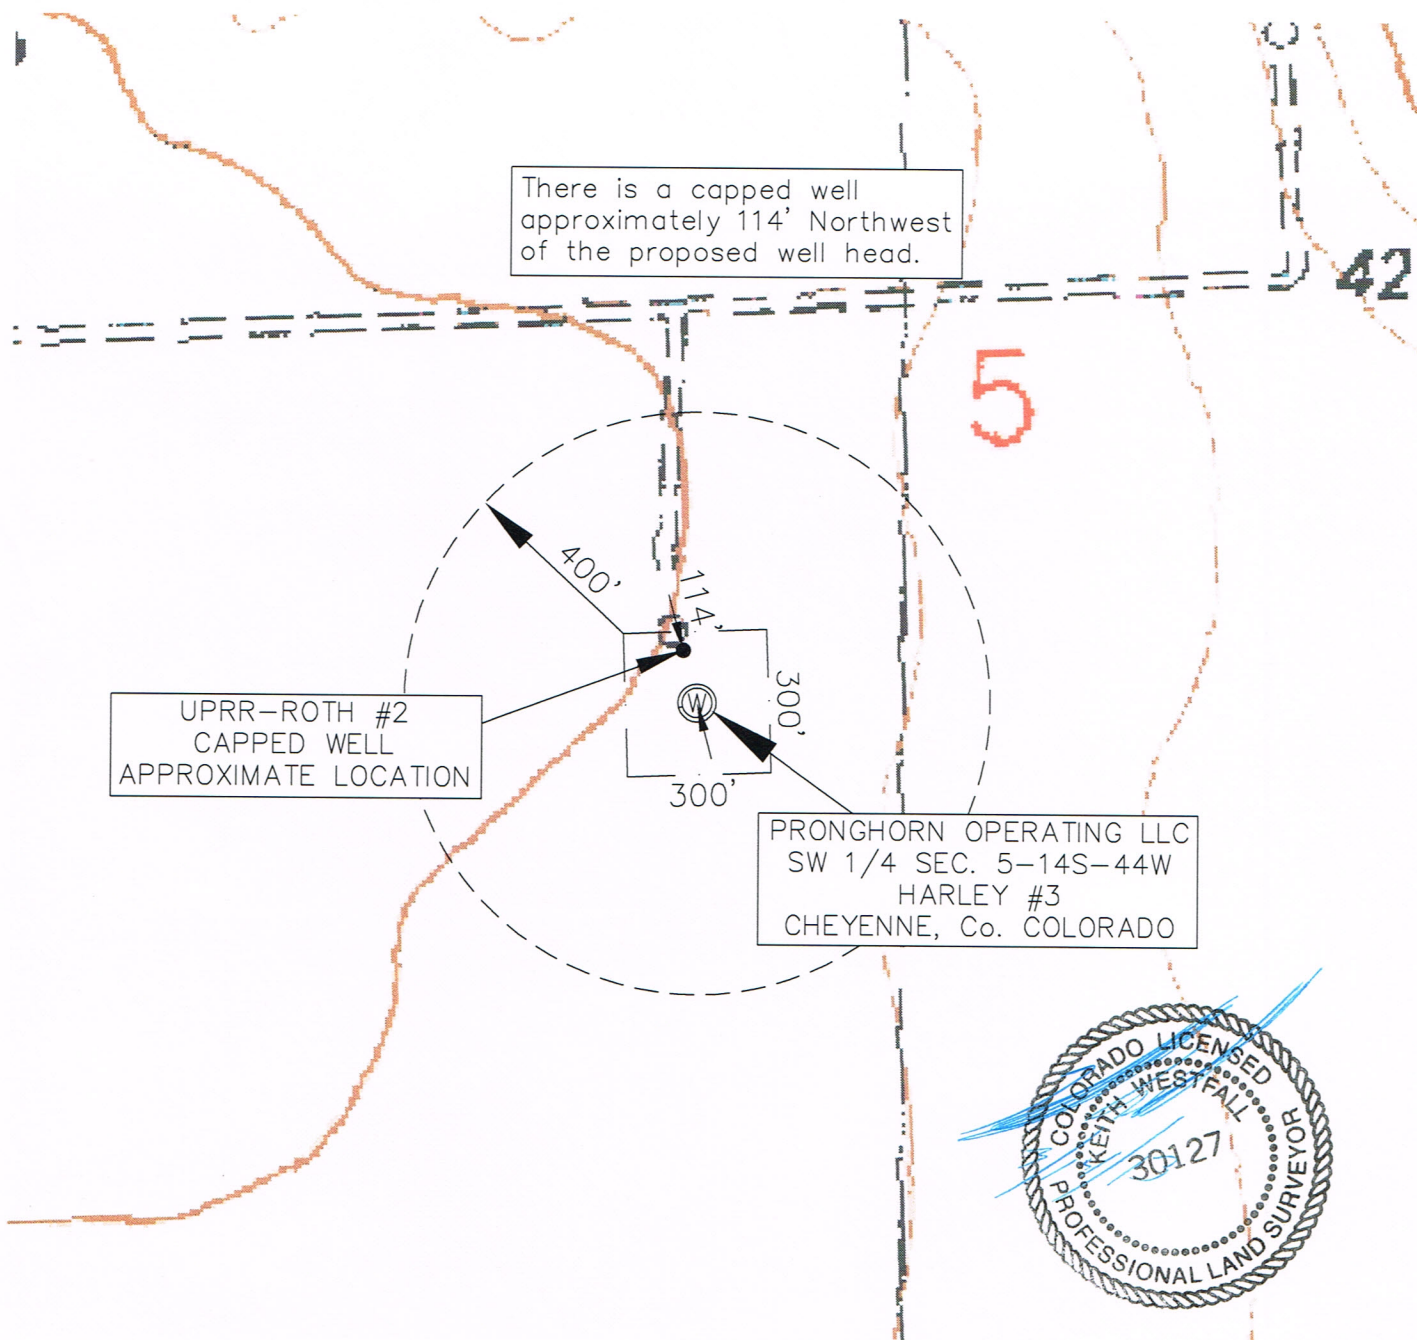 There is a capped well
approximately 114' Northwest
of the proposed well head.
42
5
400'
114'
300'
W
300'
UPRR-ROTH #2
CAPPED WELL
APPROXIMATE LOCATION
PRONGHORN OPERATING LLC
SW 1/4 SEC. 5-14S-44W
HARLEY #3
CHEYENNE, Co. COLORADO
COLORADO LICENSED
KEITH WESTFALL
30127
PROFESSIONAL LAND SURVEYOR